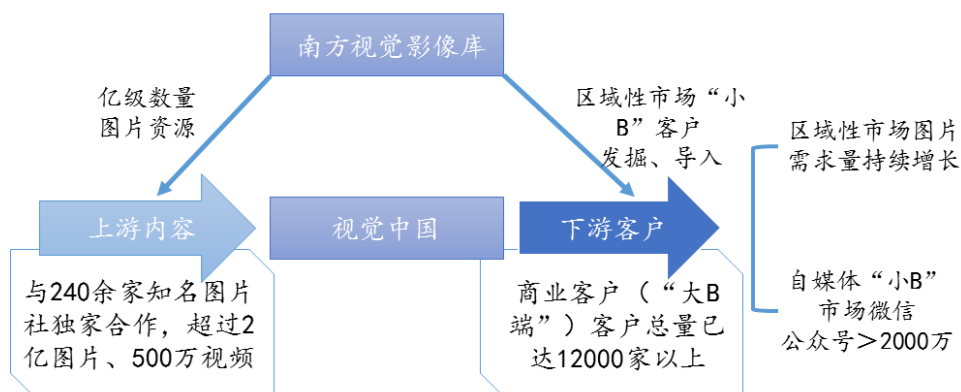 南方视觉影像库
亿级数量
图片资源
区域性市场“小
B”客户
发掘、导入
区域性市场图片
需求量持续增长
上游内容
视觉中国
下游客户
与240余家知名图片
社独家合作，超过2
亿图片、500万视频
商业客户（“大B
端”）客户总量已
达12000家以上
自媒体“小B”
市场微信
公众号＞2000万